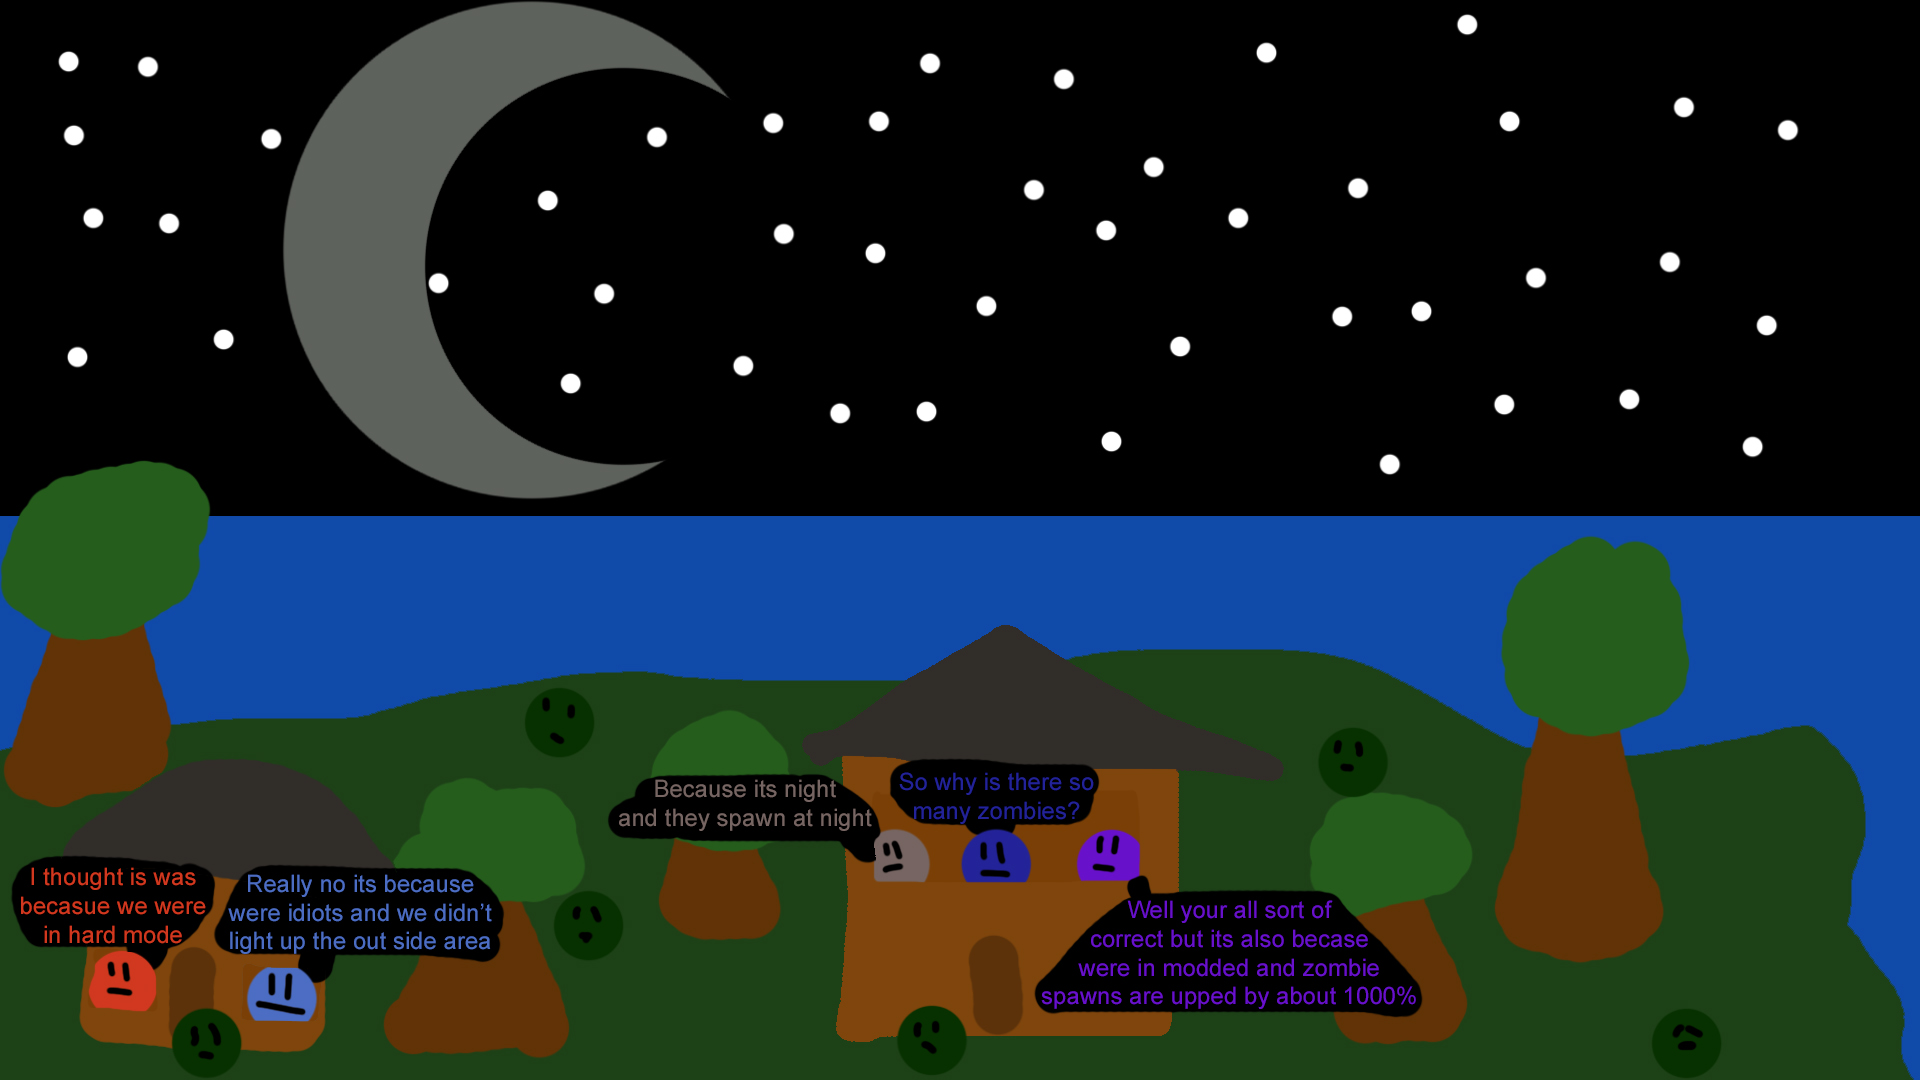 So why is there so
many zombies?
Because its night
and they spawn at night
I thought is was
becasue we were
in hard mode
Really no its because
were idiots and we didn't
light up the out side area
Well your all sort of
correct but its also becase
were in modded and zombie
spawns are upped by about 1000%